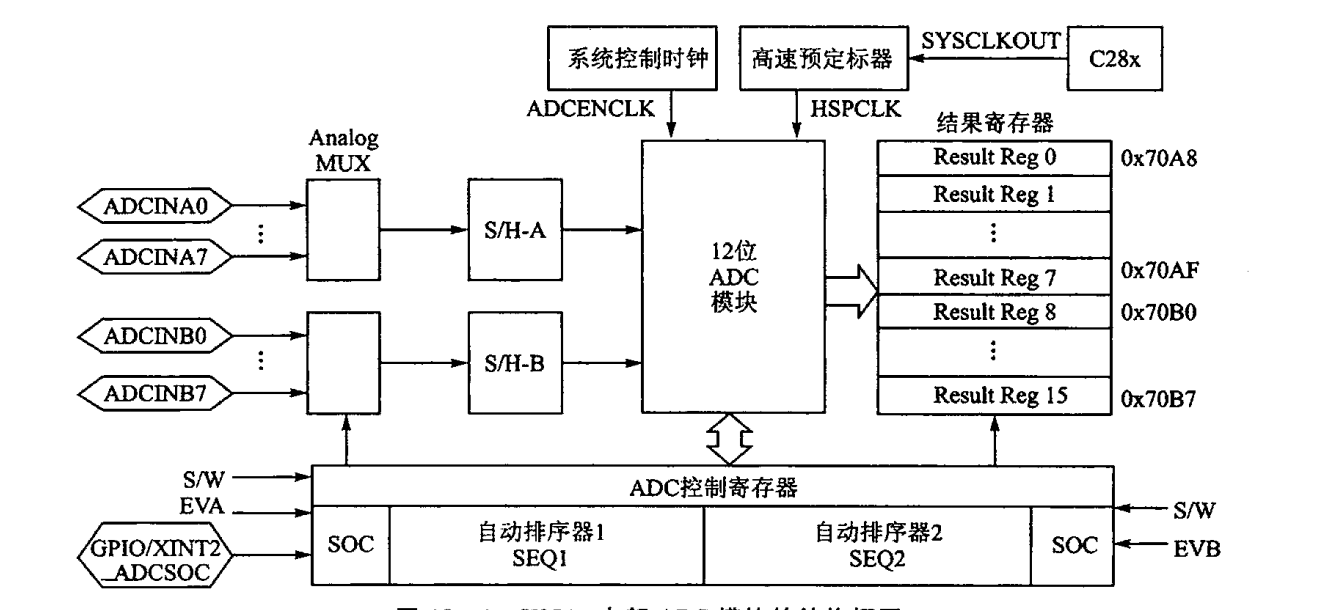 系统控制时钟
高速预定标器
SYSCLKOUT
C28x
ADCENCLK
HSPCLK
结果寄存器
Analog
MUX
Result Reg 0
0x70A8
Result Reg 1
ADCINA0
⋮
S/H-A
12位
ADC
模块
⋮
ADCINA7
Result Reg 7
0x70AF
Result Reg 8
0x70B0
ADCINB0
⋮
S/H-B
⋮
ADCINB7
Result Reg 15
0x70B7
S/W
ADC控制寄存器
EVA
S/W
GPIO/XINT2
_ADCSOC
SOC
自动排序器1
SEQ1
自动排序器2
SEQ2
SOC
EVB